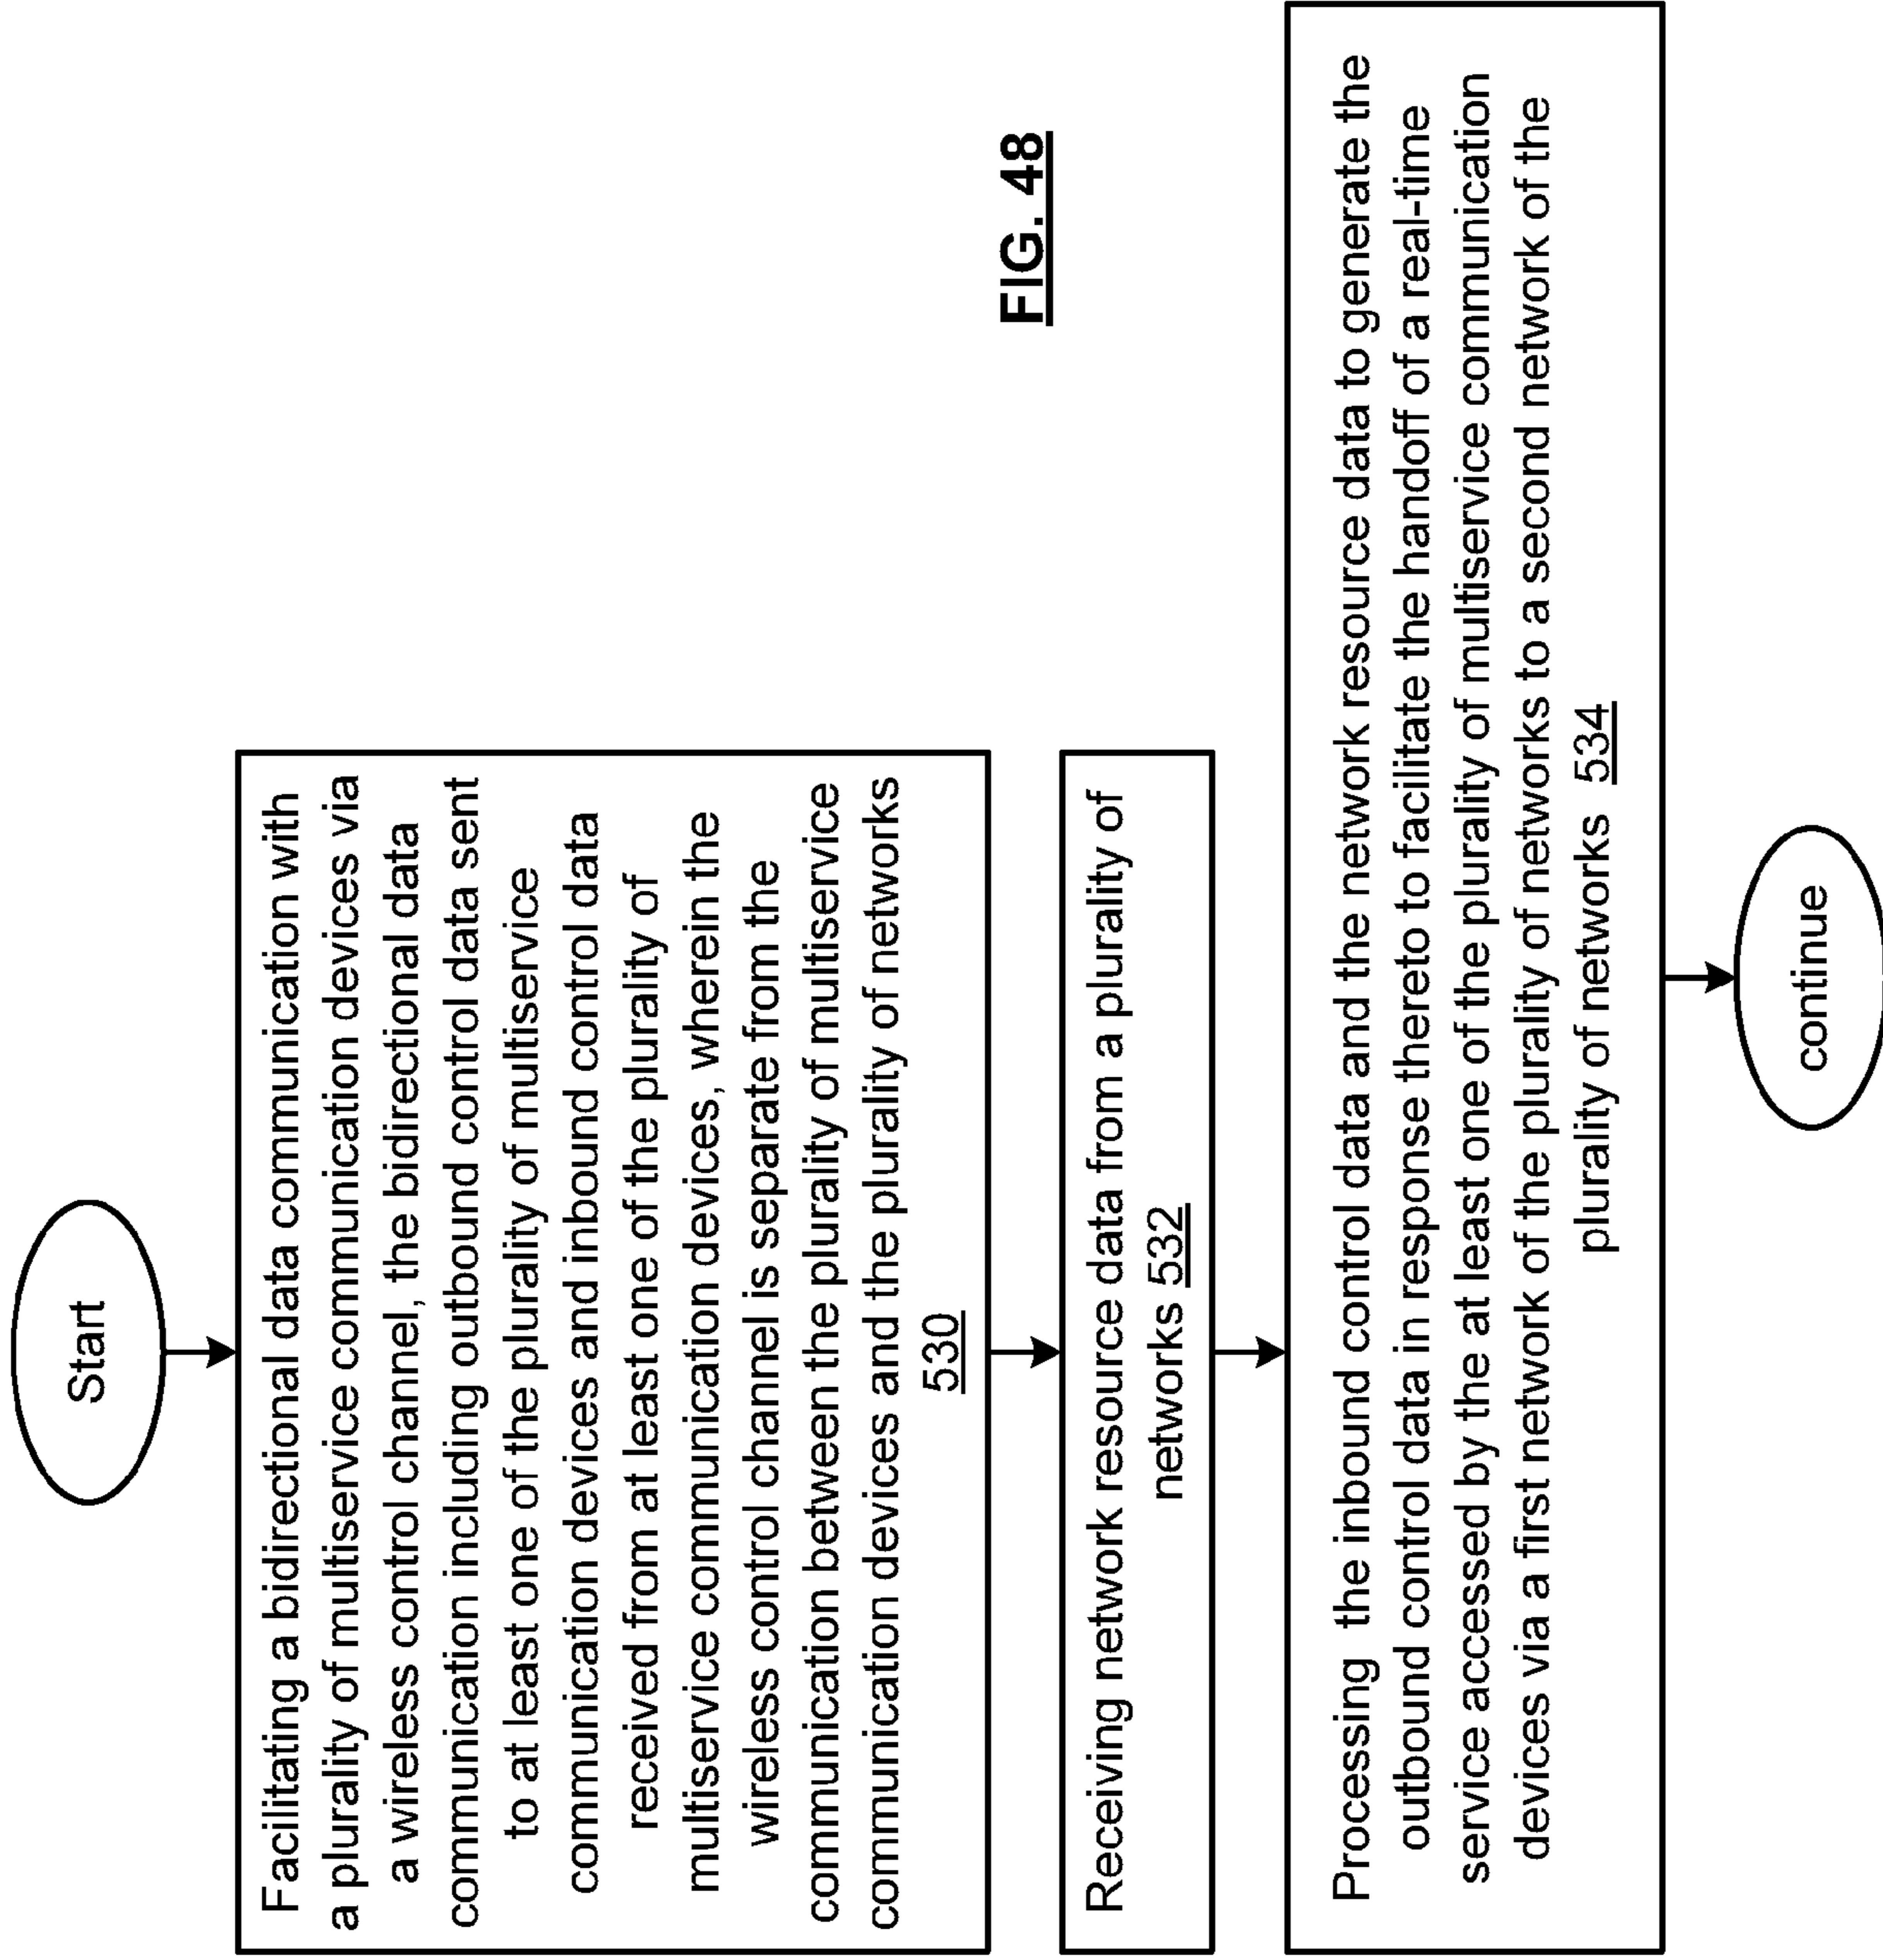 Start
Facilitating a bidirectional data communication with
a plurality of multiservice communication devices via
a wireless control channel, the bidirectional data
communication including outbound control data sent
to at least one of the plurality of multiservice
communication devices and inbound control data
received from at least one of the plurality of
multiservice communication devices, wherein the
wireless control channel is separate from the
communication between the plurality of multiservice
communication devices and the plurality of networks
530
Receiving network resource data from a plurality of
networks 532
Processing the inbound control data and the network resource data to generate the
outbound control data in response thereto to facilitate the handoff of a real-time
service accessed by the at least one of the plurality of multiservice communication
devices via a first network of the plurality of networks to a second network of the
plurality of networks 534
continue
FIG. 48